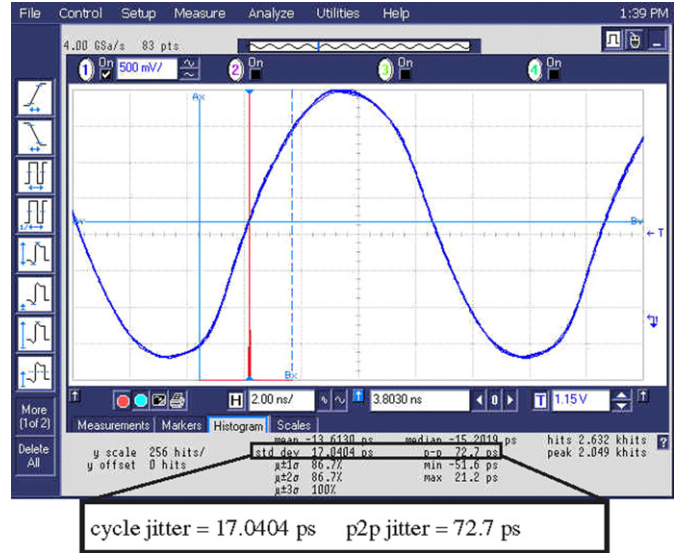 File Control Setup Measure Analyze Utilities Help 1:39 PM
4.00 GSa/s 83 pts
1 On 500 mV/ 2 On 3 On 4 On
Ax
By
T
Bx
H 2.00 ns/ 3.8030 ns 0 T 1.15 V
More
(1of 2)
Delete
All
Measurements Markers Histogram Scales
mean -13.6130 ps median -15.2019 ps hits 2.632 khits
y scale 256 hits/ std dev 17.0404 ps p-p 72.7 ps peak 2.049 khits
y offset 0 hits μ±1σ 86.7% min -51.6 ps
μ±2σ 86.7% max 21.2 ps
μ±3σ 100%
?
cycle jitter = 17.0404 ps p2p jitter = 72.7 ps